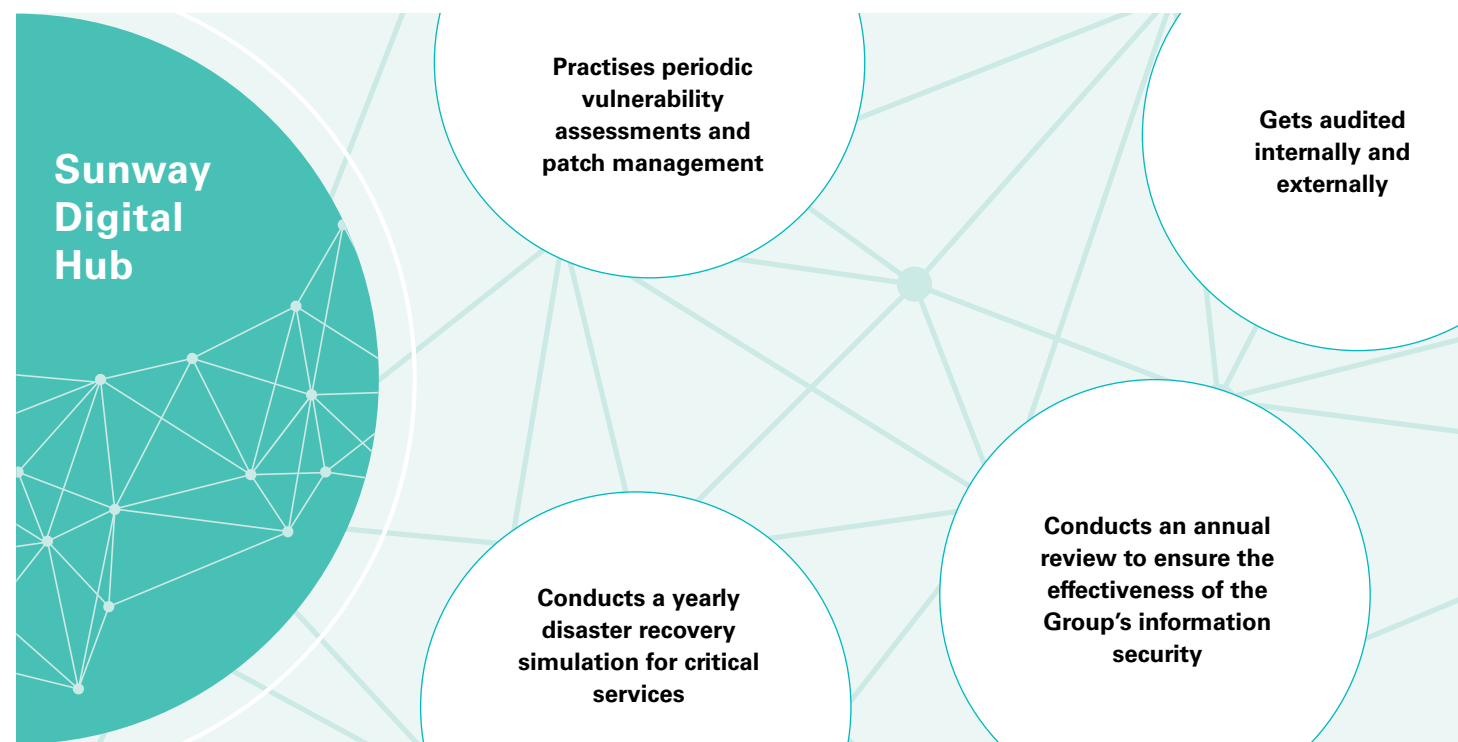 Sunway
Digital
Hub
Practises periodic
vulnerability
assessments and
patch management
Gets audited
internally and
externally
Conducts a yearly
disaster recovery
simulation for critical
services
Conducts an annual
review to ensure the
effectiveness of the
Group’s information
security